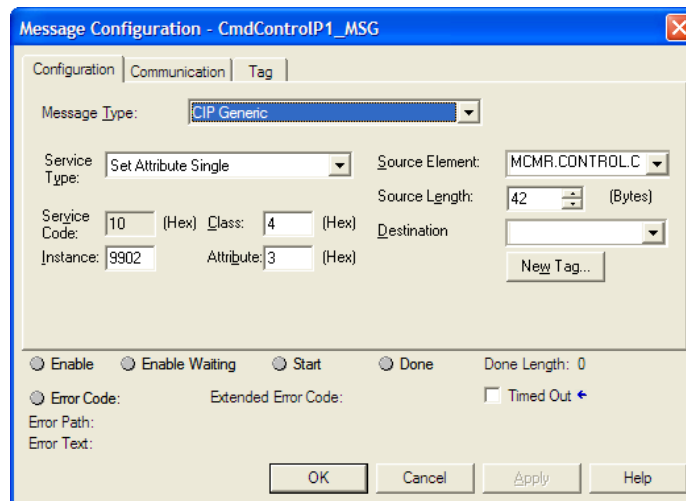 Message Configuration - CmdControlP1_MSG
Configuration Communication Tag
Message Type: CIP Generic
Service Type: Set Attribute Single Source Element: MCMR.CONTROL.C
Source Length: 42 (Bytes)
Service Code: 10 (Hex) Class: 4 (Hex) Destination
Instance: 9902 Attribute: 3 (Hex)
New Tag...
Enable Enable Waiting Start Done Done Length: 0
Error Code: Extended Error Code: Timed Out
Error Path:
Error Text:
OK Cancel Apply Help